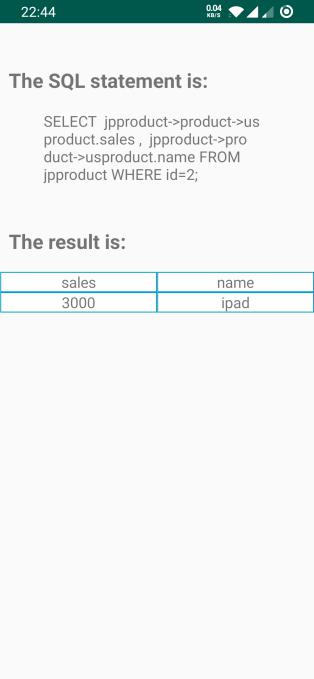 22:44
0.04
KB/S
The SQL statement is:
SELECT  jpproduct->product->us
product.sales ,  jpproduct->pro
duct->usproduct.name FROM
jpproduct WHERE id=2;
The result is:
sales name
3000 ipad